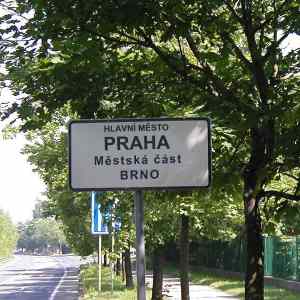 HLAVNÍ MĚSTO
PRAHA
Městská část
BRNO